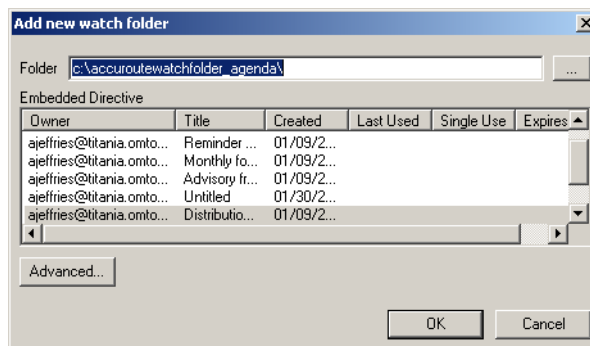 Add new watch folder
Folder c:\accuroutewatchfolder_agenda\ ...
Embedded Directive
Owner Title Created Last Used Single Use Expires
ajeffries@titania.omto... Reminder ... 01/09/2...
ajeffries@titania.omto... Monthly fo... 01/09/2...
ajeffries@titania.omto... Advisory fr... 01/09/2...
ajeffries@titania.omto... Untitled 01/30/2...
ajeffries@titania.omto... Distributio... 01/09/2...
Advanced...
OK Cancel